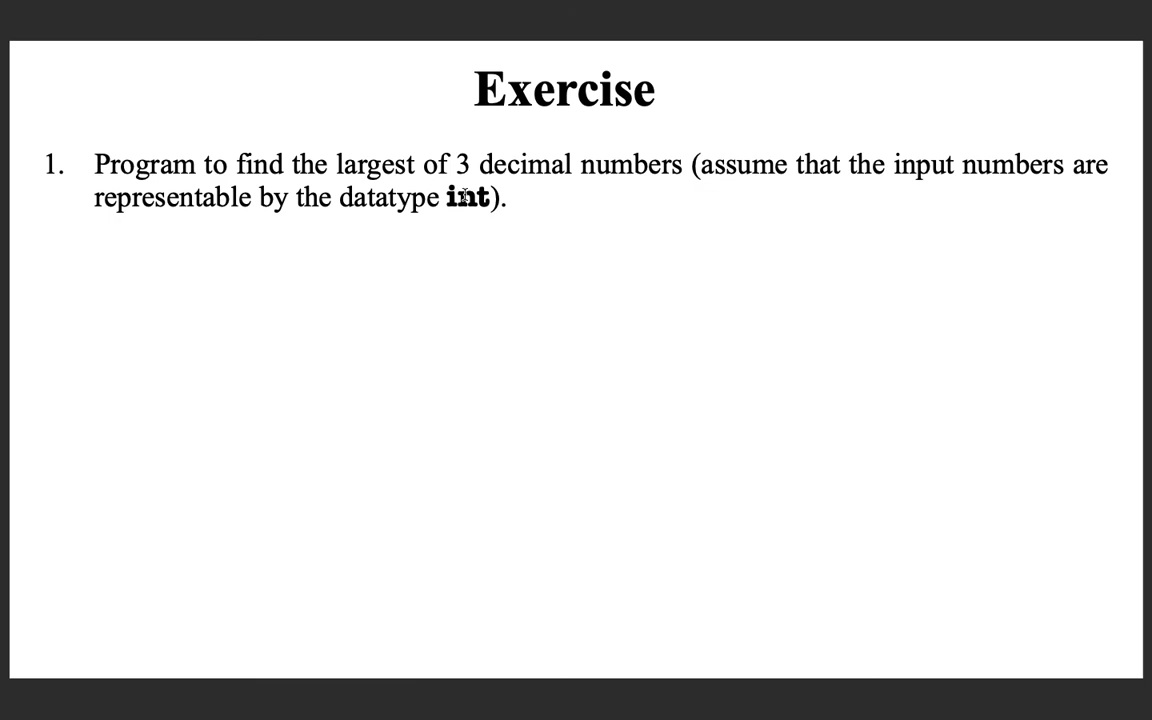 Exercise
1. Program to find the largest of 3 decimal numbers (assume that the input numbers are
representable by the datatype int).